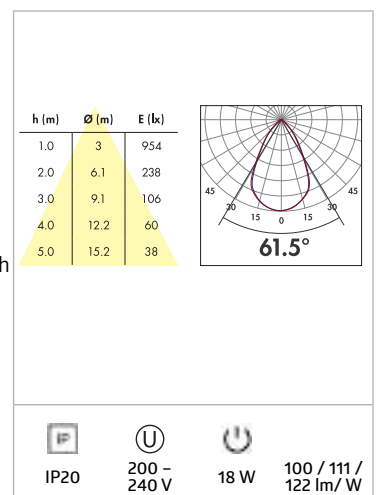 h (m) Ø (m) E (lx)
1.0 3 954
2.0 6.1 238
3.0 9.1 106
4.0 12.2 60
5.0 15.2 38
h
45 30 15 0 15 30 45
61.5°
IP
U
IP20
200 –
240 V
18 W
100 / 111 /
122 lm/ W